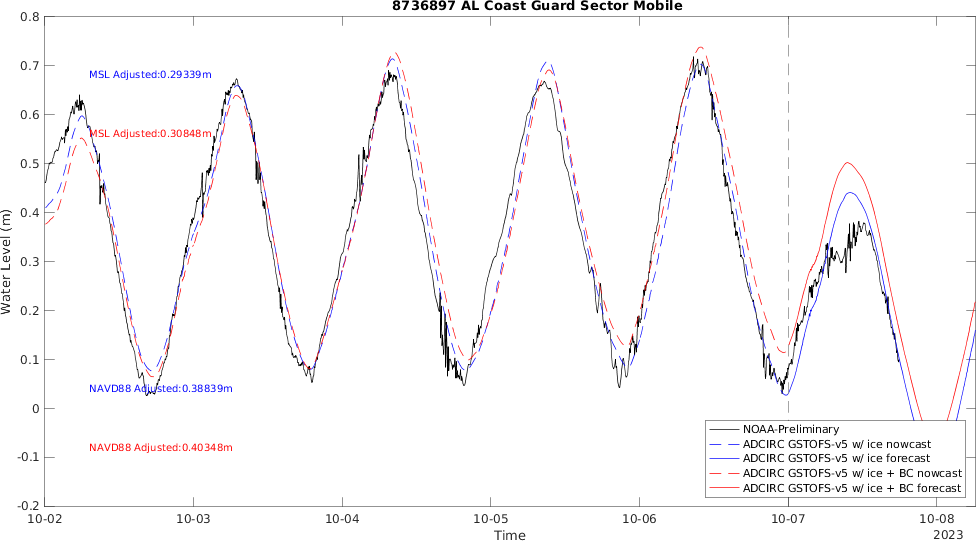 8736897 AL Coast Guard Sector Mobile
0.8
0.7
0.6
0.5
0.4
0.3
0.2
0.1
0
-0.1
-0.2
Water Level (m)
MSL Adjusted:0.29339m
MSL Adjusted:0.30848m
NAVD88 Adjusted:0.38839m
NAVD88 Adjusted:0.40348m
NOAA-Preliminary
ADCIRC GSTOFS-v5 w/ ice nowcast
ADCIRC GSTOFS-v5 w/ ice forecast
ADCIRC GSTOFS-v5 w/ ice + BC nowcast
ADCIRC GSTOFS-v5 w/ ice + BC forecast
10-02 10-03 10-04 10-05 10-06 10-07 10-08
Time
2023